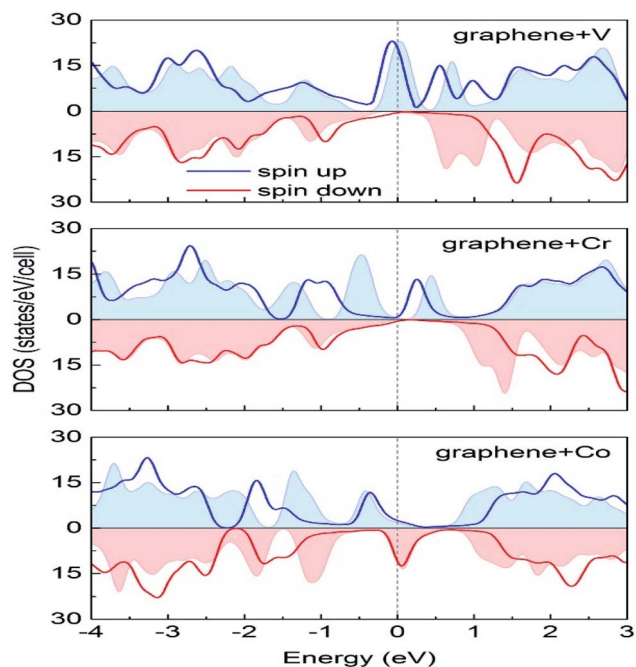 graphene+V
30
15
0
15
30
spin up
spin down
graphene+Cr
30
15
0
15
30
DOS (states/eV/cell)
graphene+Co
30
15
0
15
30
-4 -3 -2 -1 0 1 2 3
Energy (eV)